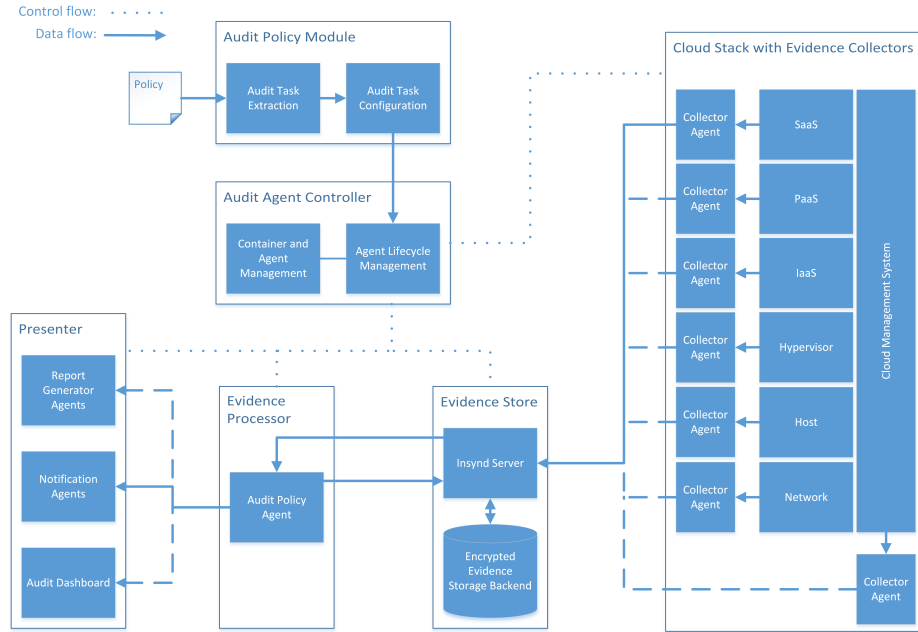 Control flow:
Data flow:
Audit Policy Module
Policy
Audit Task
Extraction
Audit Task
Configuration
Audit Agent Controller
Container and
Agent
Management
Agent Lifecycle
Management
Presenter
Report
Generator
Agents
Notification
Agents
Audit Dashboard
Evidence
Processor
Audit Policy
Agent
Evidence Store
Insynd Server
Encrypted
Evidence
Storage Backend
Cloud Stack with Evidence Collectors
Collector
Agent
SaaS
Collector
Agent
PaaS
Collector
Agent
IaaS
Collector
Agent
Hypervisor
Collector
Agent
Host
Collector
Agent
Network
Cloud Management System
Collector
Agent